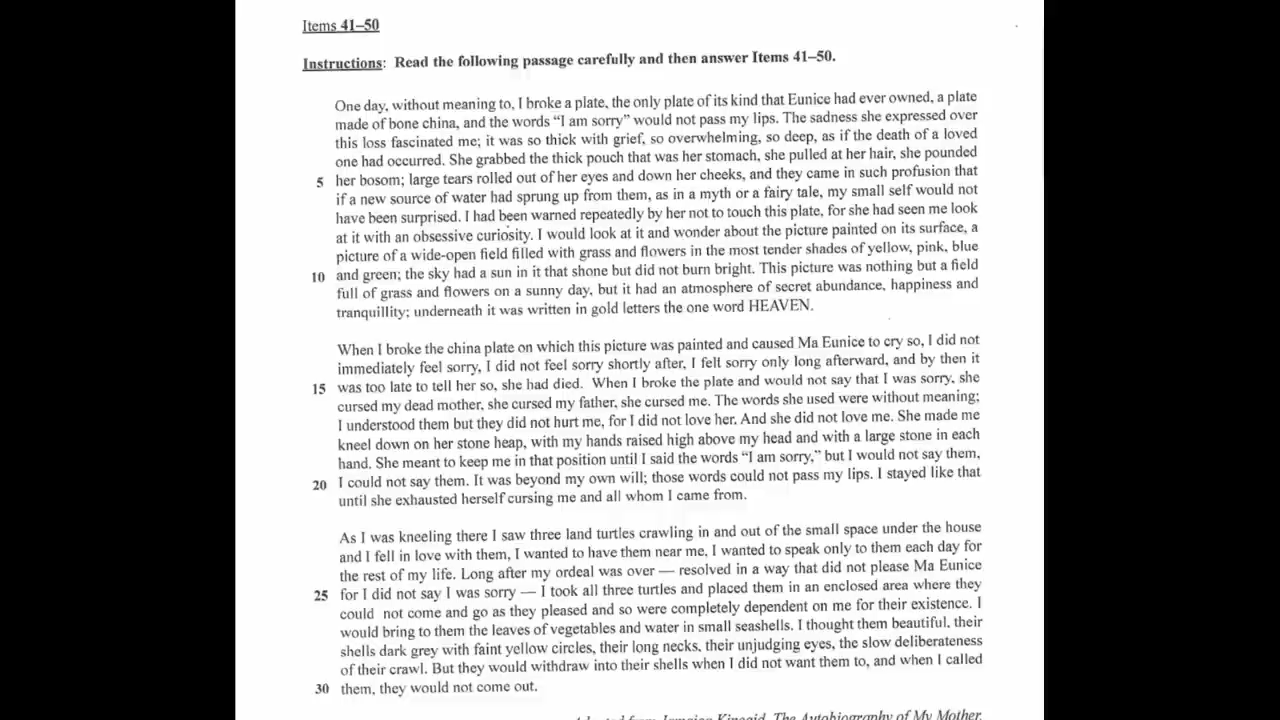 Items 41–50
Instructions: Read the following passage carefully and then answer Items 41–50.
One day, without meaning to, I broke a plate, the only plate of its kind that Eunice had ever owned, a plate
made of bone china, and the words “I am sorry” would not pass my lips. The sadness she expressed over
this loss fascinated me; it was so thick with grief, so overwhelming, so deep, as if the death of a loved
one had occurred. She grabbed the thick pouch that was her stomach, she pulled at her hair, she pounded
5 her bosom; large tears rolled out of her eyes and down her cheeks, and they came in such profusion that
if a new source of water had sprung up from them, as in a myth or a fairy tale, my small self would not
have been surprised. I had been warned repeatedly by her not to touch this plate, for she had seen me look
at it with an obsessive curiosity. I would look at it and wonder about the picture painted on its surface, a
picture of a wide-open field filled with grass and flowers in the most tender shades of yellow, pink, blue
10 and green; the sky had a sun in it that shone but did not burn bright. This picture was nothing but a field
full of grass and flowers on a sunny day, but it had an atmosphere of secret abundance, happiness and
tranquillity; underneath it was written in gold letters the one word HEAVEN.
When I broke the china plate on which this picture was painted and caused Ma Eunice to cry so, I did not
immediately feel sorry, I did not feel sorry shortly after, I felt sorry only long afterward, and by then it
15 was too late to tell her so, she had died. When I broke the plate and would not say that I was sorry, she
cursed my dead mother, she cursed my father, she cursed me. The words she used were without meaning;
I understood them but they did not hurt me, for I did not love her. And she did not love me. She made me
kneel down on her stone heap, with my hands raised high above my head and with a large stone in each
hand. She meant to keep me in that position until I said the words “I am sorry,” but I would not say them,
20 I could not say them. It was beyond my own will; those words could not pass my lips. I stayed like that
until she exhausted herself cursing me and all whom I came from.
As I was kneeling there I saw three land turtles crawling in and out of the small space under the house
and I fell in love with them, I wanted to have them near me, I wanted to speak only to them each day for
the rest of my life. Long after my ordeal was over — resolved in a way that did not please Ma Eunice
25 for I did not say I was sorry — I took all three turtles and placed them in an enclosed area where they
could not come and go as they pleased and so were completely dependent on me for their existence. I
would bring to them the leaves of vegetables and water in small seashells. I thought them beautiful, their
shells dark grey with faint yellow circles, their long necks, their unjudging eyes, the slow deliberateness
of their crawl. But they would withdraw into their shells when I did not want them to, and when I called
30 them, they would not come out.
Adapted from Jamaica Kincaid, The Autobiography of My Mother.